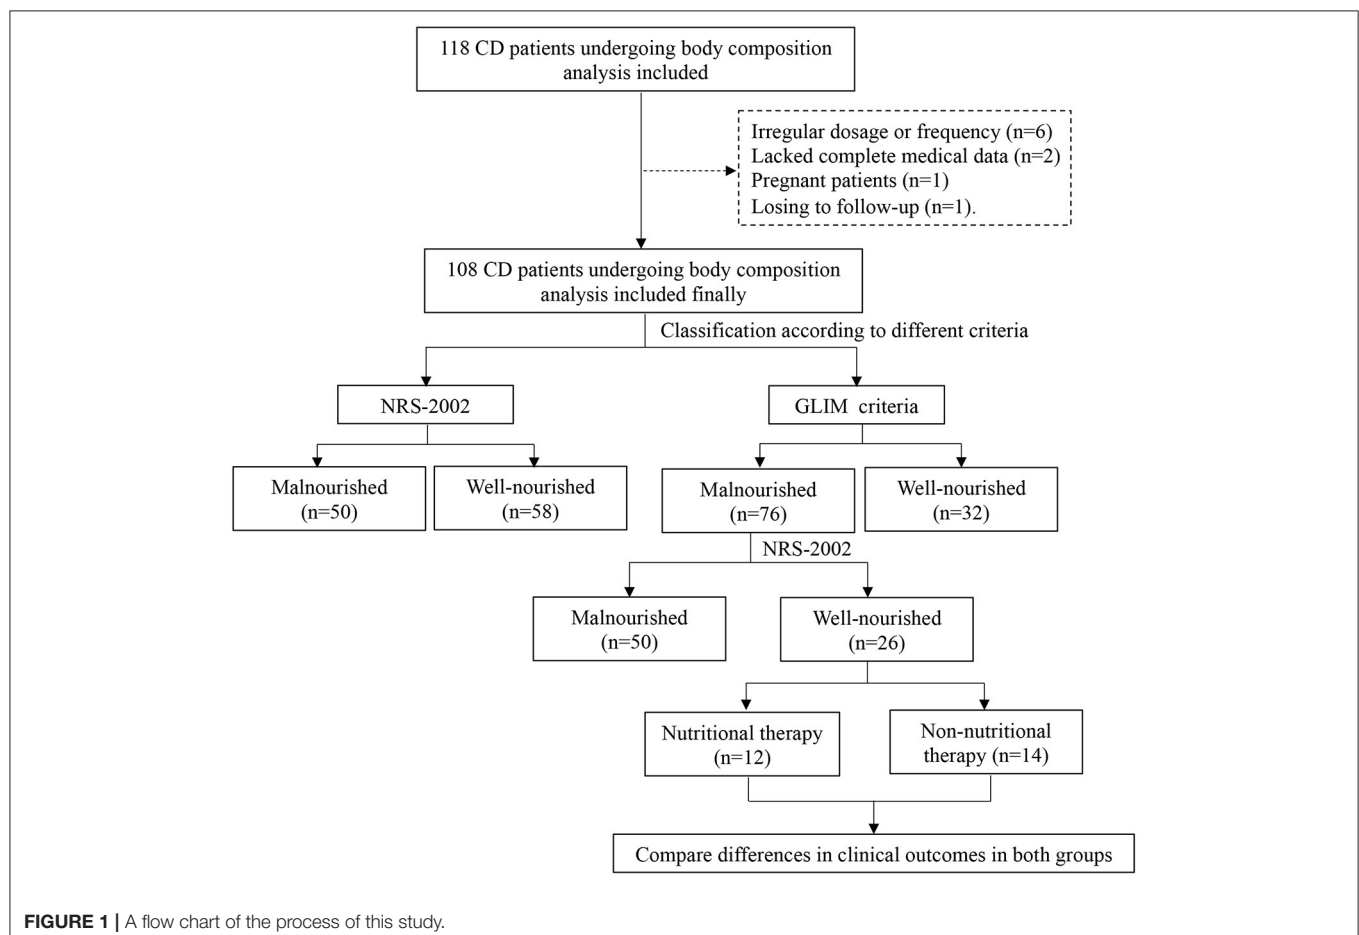 118 CD patients undergoing body composition
analysis included
Irregular dosage or frequency (n=6)
Lacked complete medical data (n=2)
Pregnant patients (n=1)
Losing to follow-up (n=1).
108 CD patients undergoing body composition
analysis included finally
Classification according to different criteria
NRS-2002
GLIM criteria
Malnourished
(n=50)
Well-nourished
(n=58)
Malnourished
(n=76)
Well-nourished
(n=32)
NRS-2002
Malnourished
(n=50)
Well-nourished
(n=26)
Nutritional therapy
(n=12)
Non-nutritional
therapy (n=14)
Compare differences in clinical outcomes in both groups
FIGURE 1 | A flow chart of the process of this study.